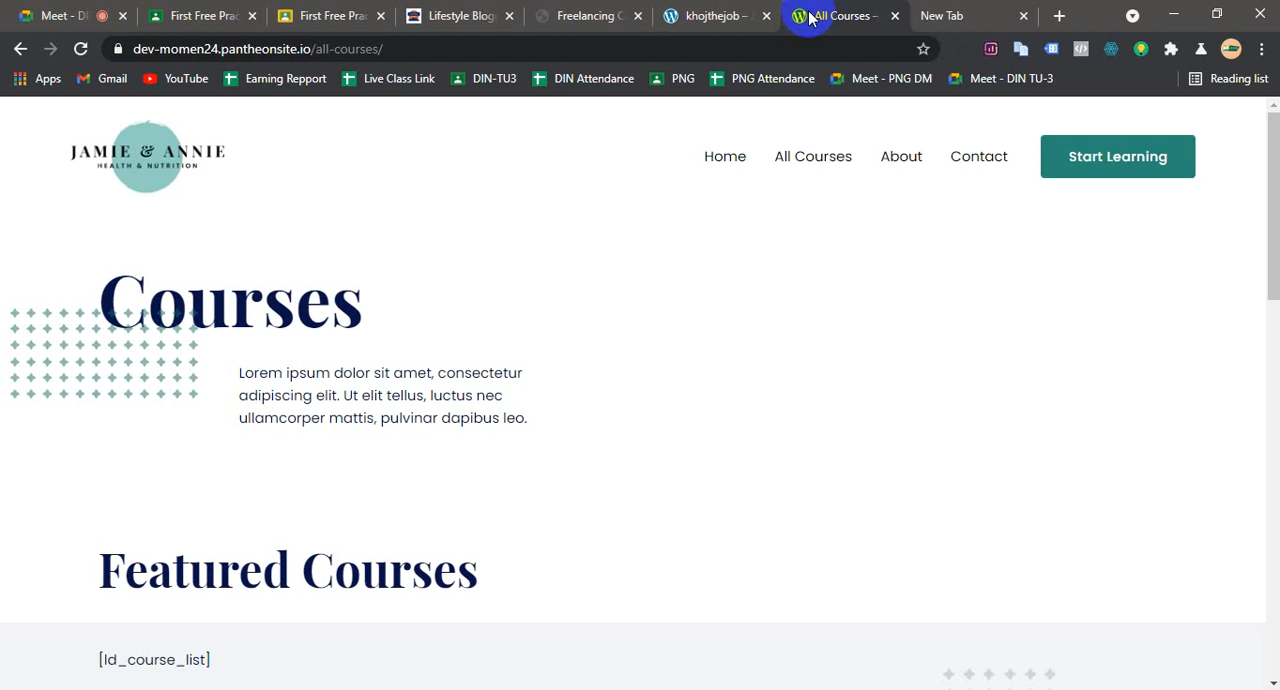 Meet - D
First Free Prac
First Free Prac
Lifestyle Blog
Freelancing C
khojthejob – A
All Courses –
New Tab
dev-momen24.pantheonsite.io/all-courses/
Apps
Gmail
YouTube
Earning Repport
Live Class Link
DIN-TU3
DIN Attendance
PNG
PNG Attendance
Meet - PNG DM
Meet - DIN TU-3
Reading list
JAMIE & ANNIE
HEALTH & NUTRITION
Home
All Courses
About
Contact
Start Learning
Courses
Lorem ipsum dolor sit amet, consectetur
adipiscing elit. Ut elit tellus, luctus nec
ullamcorper mattis, pulvinar dapibus leo.
Featured Courses
[ld_course_list]